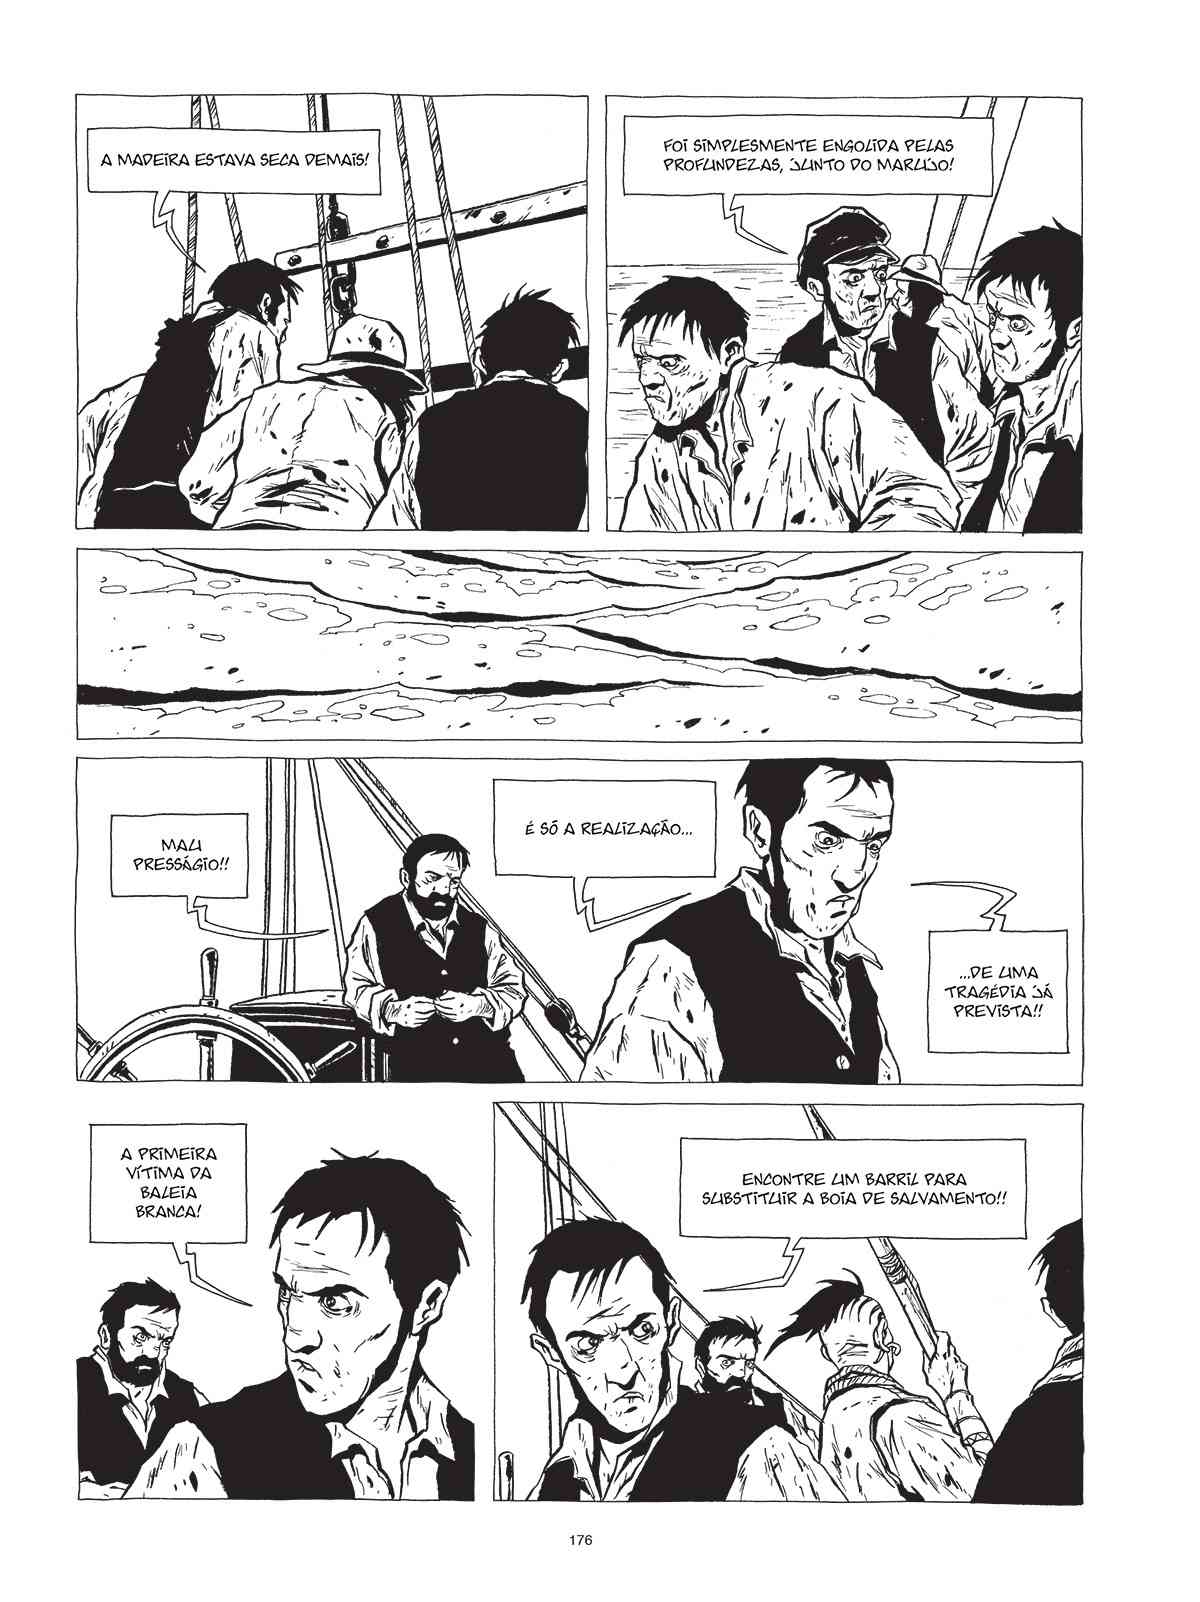 A MADEIRA ESTAVA SECA DEMAIS!
FOI SIMPLESMENTE ENGOLIDA PELAS
PROFUNDEZAS, JUNTO DO MARUJO!
MAU
PRESSÁGIO!!
É SÓ A REALIZAÇÃO...
...DE UMA
TRAGÉDIA JÁ
PREVISTA!!
A PRIMEIRA
VÍTIMA DA
BALEIA
BRANCA!
ENCONTRE UM BARRIL PARA
SUBSTITUIR A BOIA DE SALVAMENTO!!
176